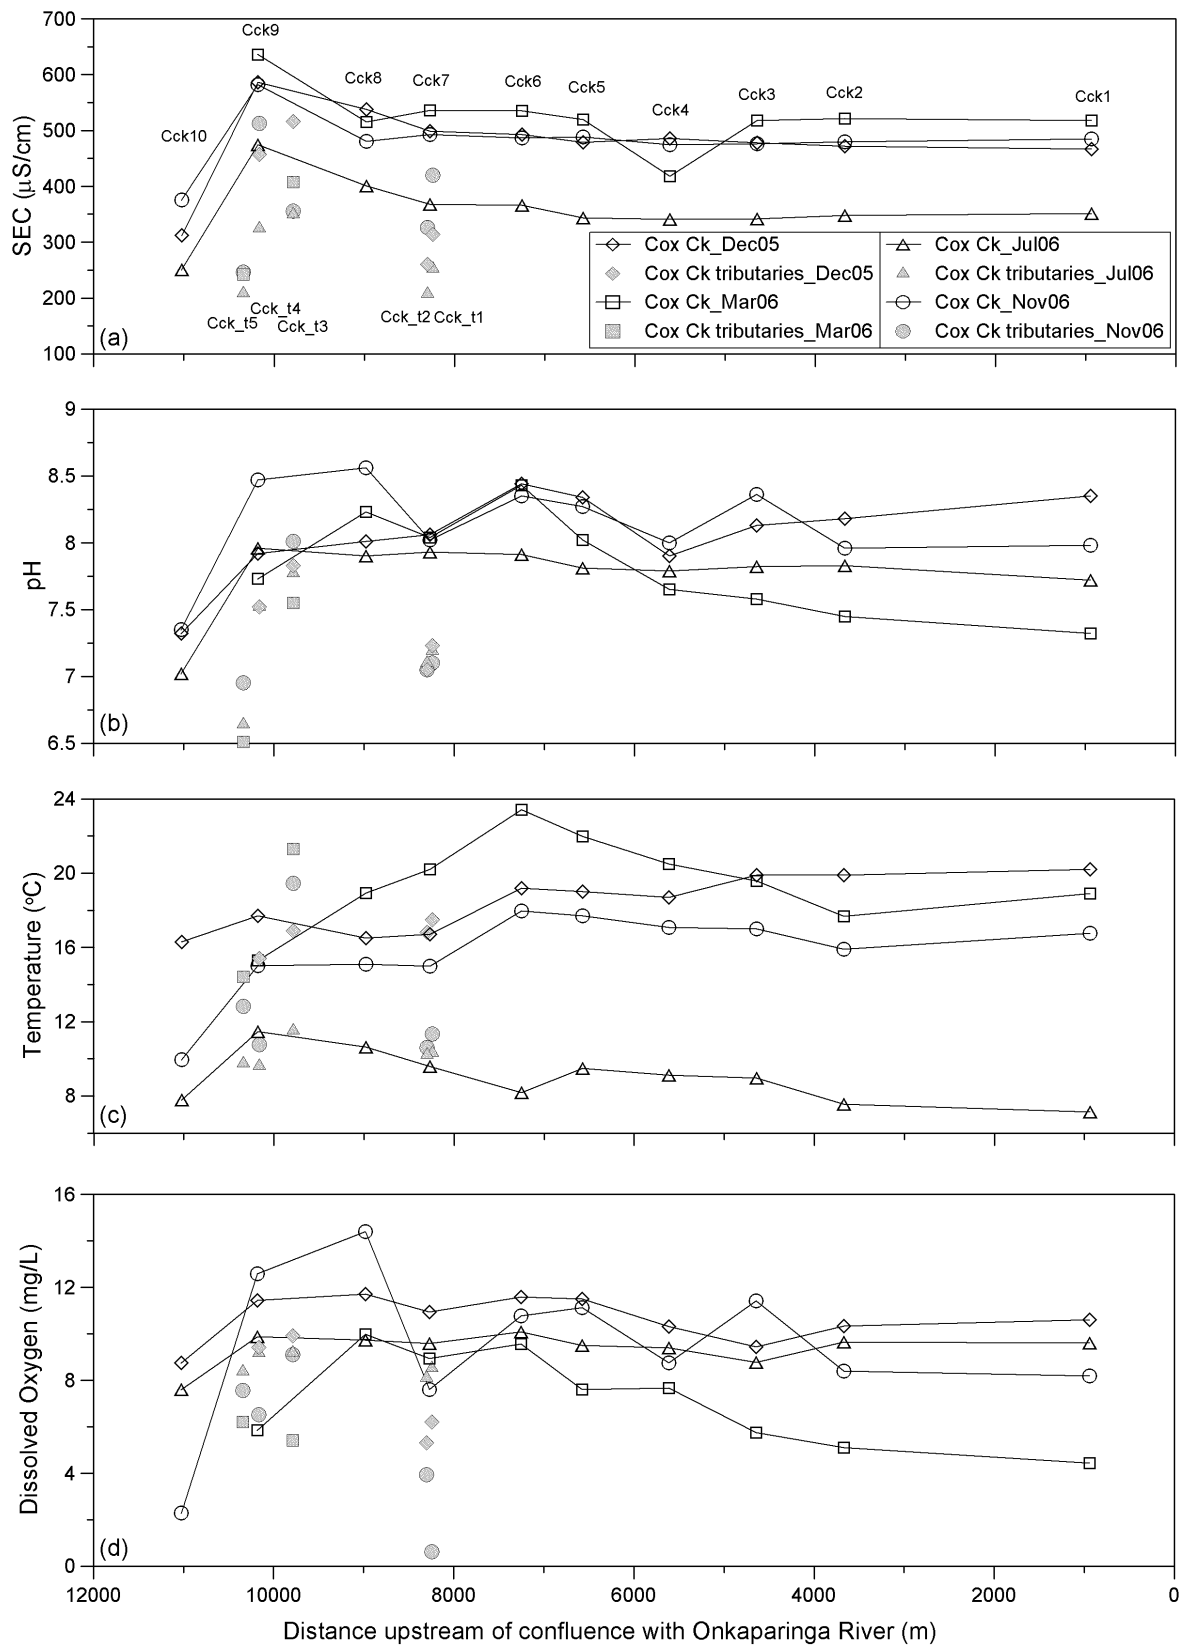 700
600
500
400
300
200
100
SEC (μS/cm)
Cck10
Cck9
Cck8
Cck7
Cck6
Cck5
Cck4
Cck3
Cck2
Cck1
Cck_t5
Cck_t4
Cck_t3
Cck_t2
Cck_t1
Cox Ck_Dec05
Cox Ck tributaries_Dec05
Cox Ck_Mar06
Cox Ck tributaries_Mar06
Cox Ck_Jul06
Cox Ck tributaries_Jul06
Cox Ck_Nov06
Cox Ck tributaries_Nov06
(a)
9
8.5
8
7.5
7
6.5
pH
(b)
24
20
16
12
8
Temperature (°C)
(c)
16
12
8
4
0
Dissolved Oxygen (mg/L)
(d)
12000 10000 8000 6000 4000 2000 0
Distance upstream of confluence with Onkaparinga River (m)